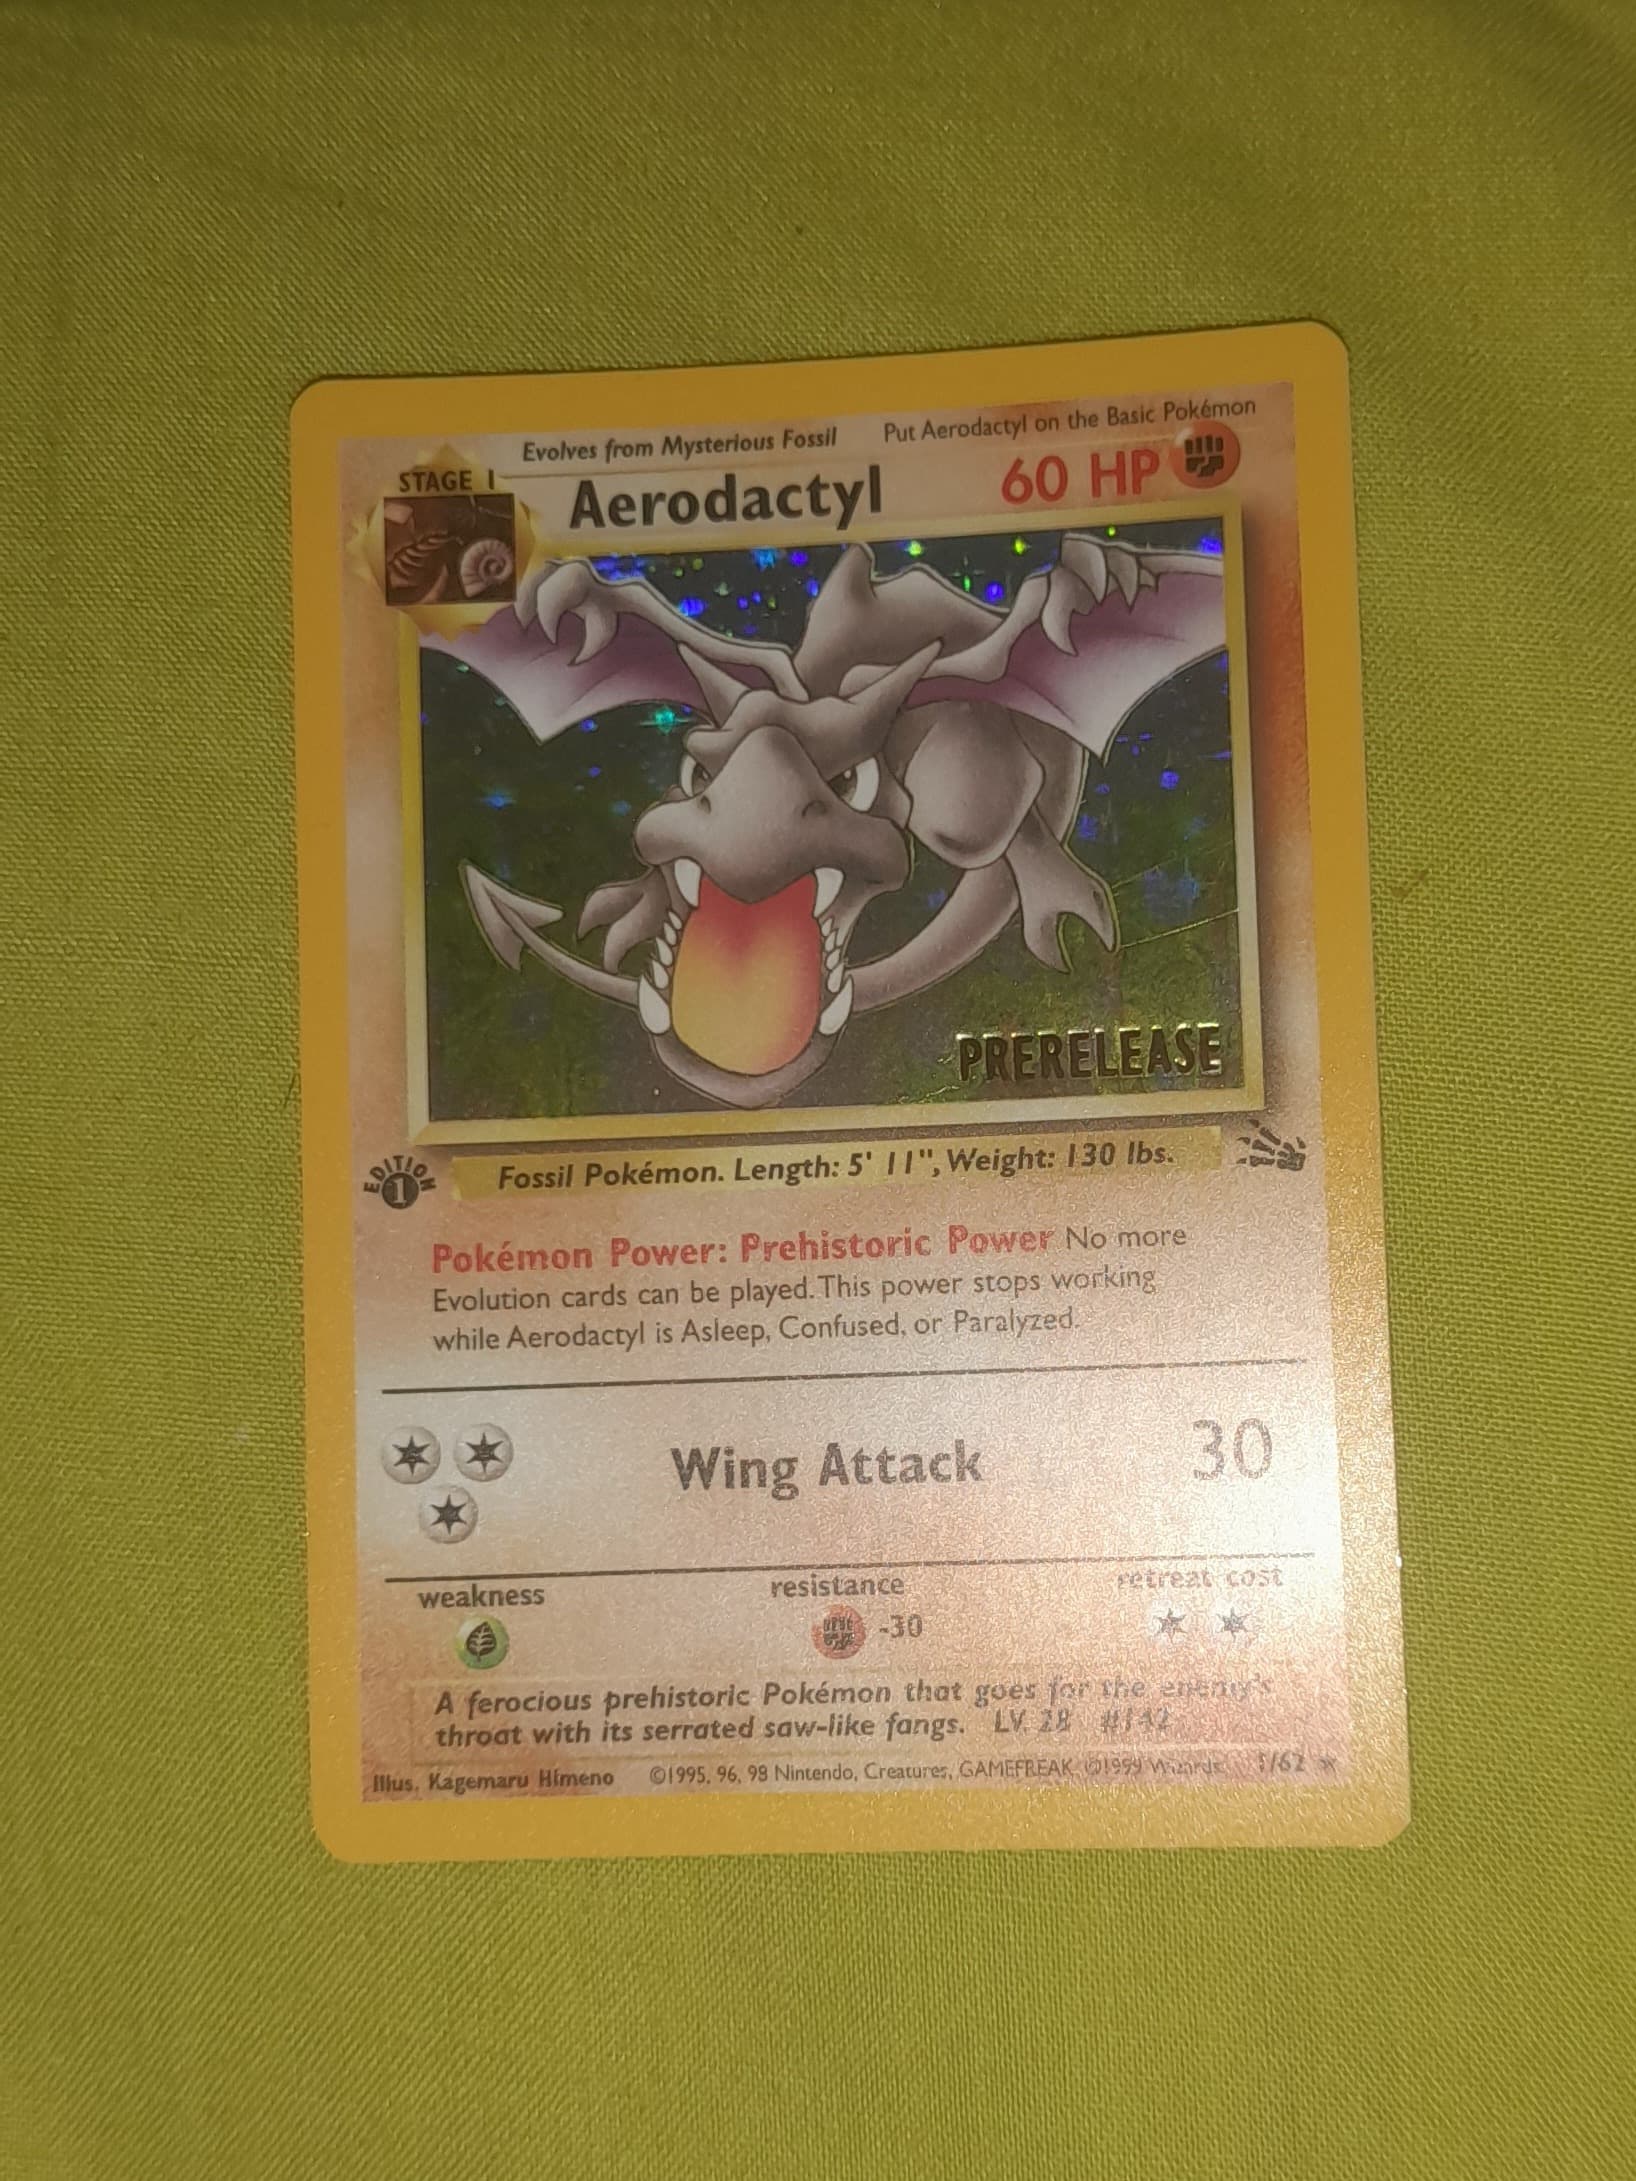 Evolves from Mysterious Fossil Put Aerodactyl on the Basic Pokémon
STAGE 1
Aerodactyl 60 HP
PRERELEASE
EDITION
1
Fossil Pokémon. Length: 5' 11", Weight: 130 lbs.
Pokémon Power: Prehistoric Power No more
Evolution cards can be played. This power stops working
while Aerodactyl is Asleep, Confused, or Paralyzed.
Wing Attack 30
weakness resistance retreat cost
-30
A ferocious prehistoric Pokémon that goes for the enemy's
throat with its serrated saw-like fangs. LV. 28 #142
Illus. Kagemaru Himeno ©1995, 96, 98 Nintendo, Creatures, GAMEFREAK. ©1999 Wizards. 1/62 ★